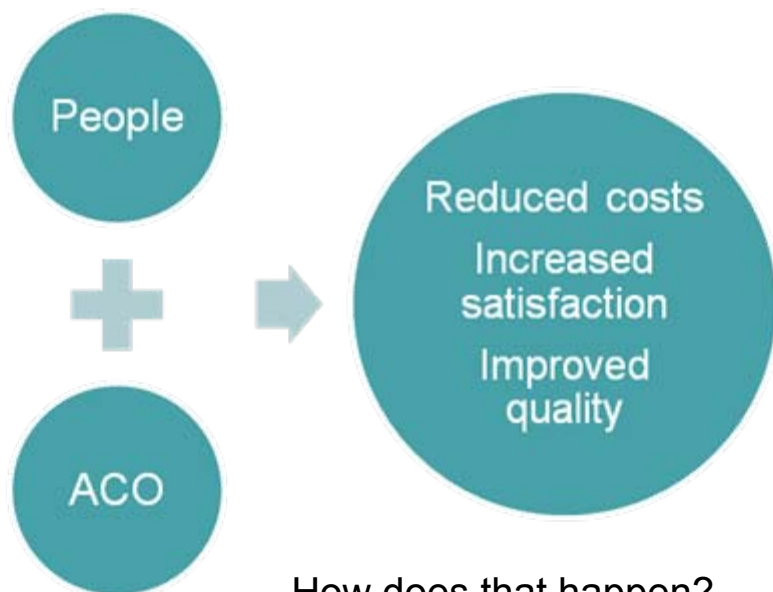 People
ACO
Reduced costs
Increased
satisfaction
Improved
quality
How does that happen?